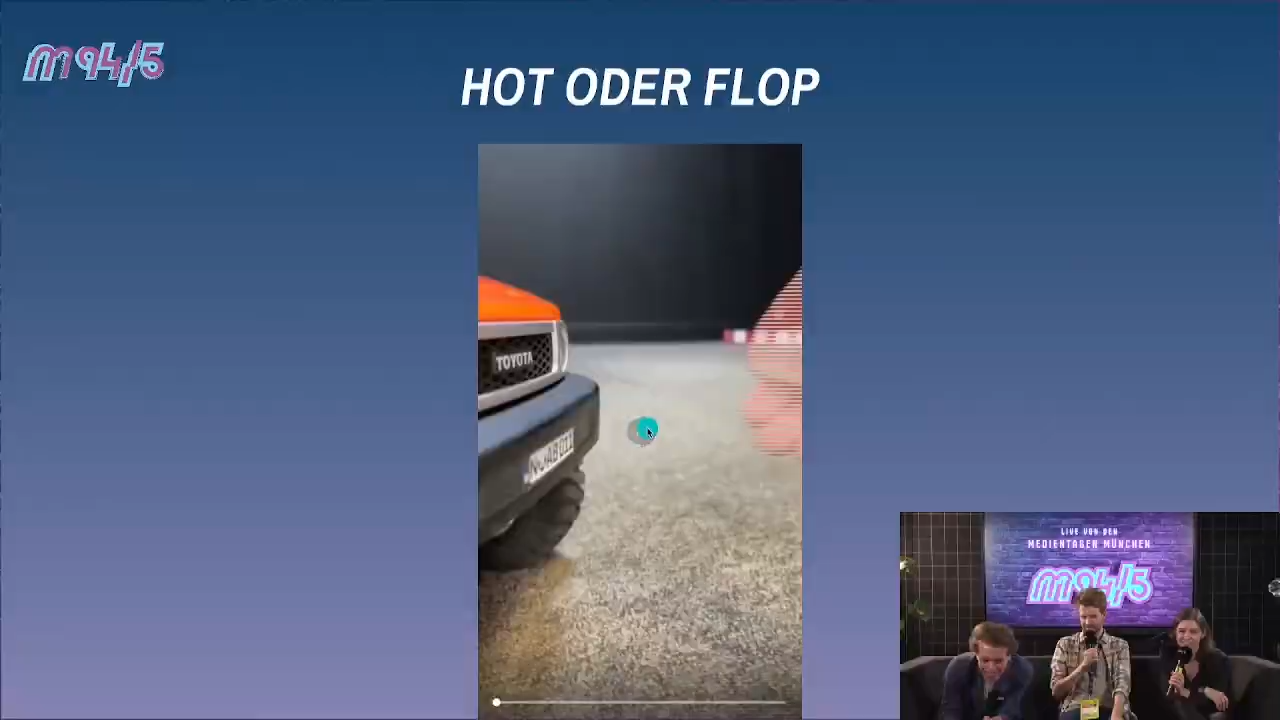 M94/5
HOT ODER FLOP
TOYOTA
LIVE VON DEN
MEDIENTAGEN MÜNCHEN
M94/5